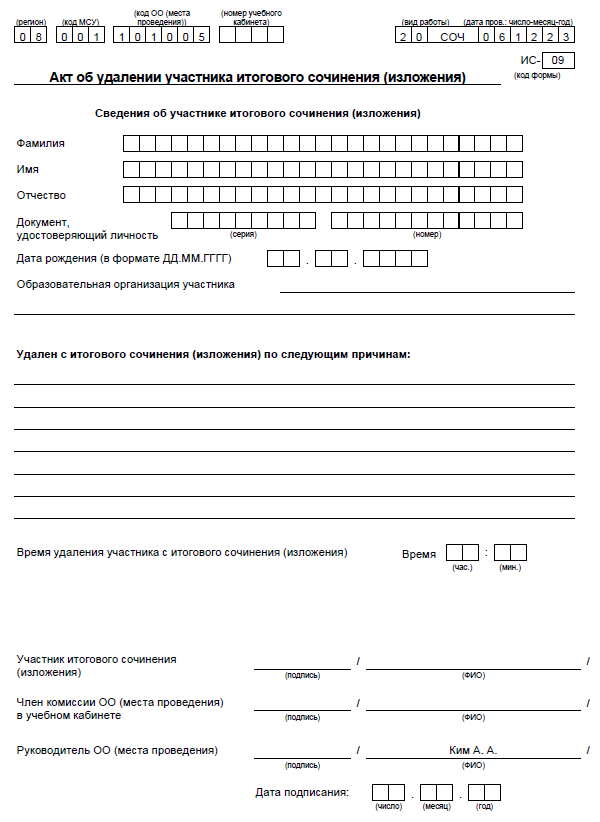 (регион) (код МСУ) (код ОО (места проведения)) (номер учебного кабинета) (вид работы) (дата пров.: число-месяц-год)
0 8 0 0 1 1 0 1 0 0 5 2 0 СОЧ 0 6 1 2 2 3
ИС- 09
Акт об удалении участника итогового сочинения (изложения) (код формы)
Сведения об участнике итогового сочинения (изложения)
Фамилия
Имя
Отчество
Документ,
удостоверяющий личность
(серия) (номер)
Дата рождения (в формате ДД.ММ.ГГГГ) . .
Образовательная организация участника
Удален с итогового сочинения (изложения) по следующим причинам:
Время удаления участника с итогового сочинения (изложения) Время :
(час.) (мин.)
Участник итогового сочинения
(изложения) / /
(подпись) (ФИО)
Член комиссии ОО (места проведения)
в учебном кабинете / /
(подпись) (ФИО)
Руководитель ОО (места проведения) / Ким А. А. /
(подпись) (ФИО)
Дата подписания: . .
(число) (месяц) (год)